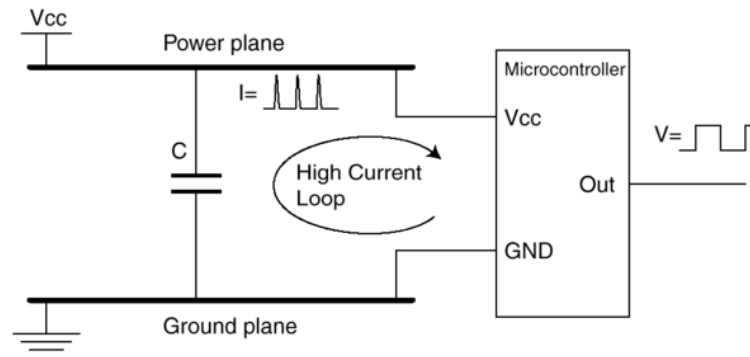 Vcc
Power plane
I=
Microcontroller
Vcc
V=
C
High Current
Loop
Out
GND
Ground plane